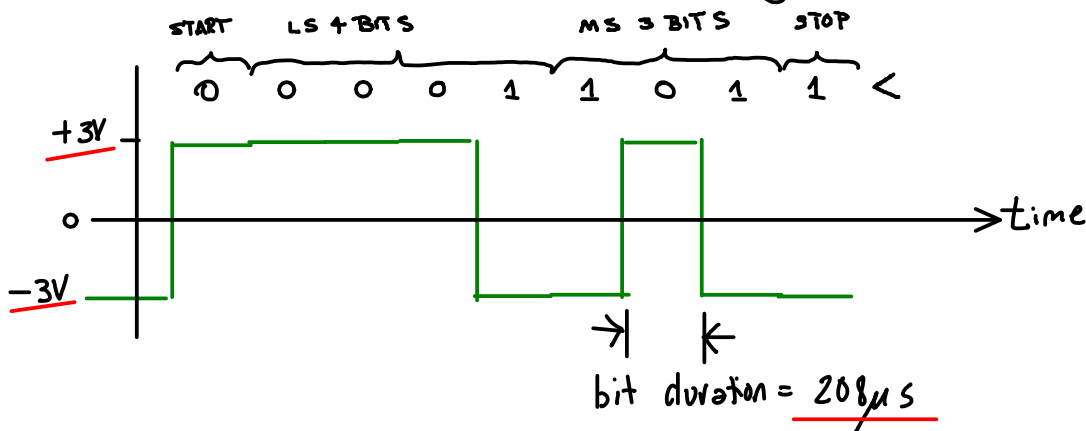 START LS 4 BITS MS 3 BITS STOP
0 0 0 0 1 1 0 1 1 <
+3V
0 time
-3V
bit duration = 208μs